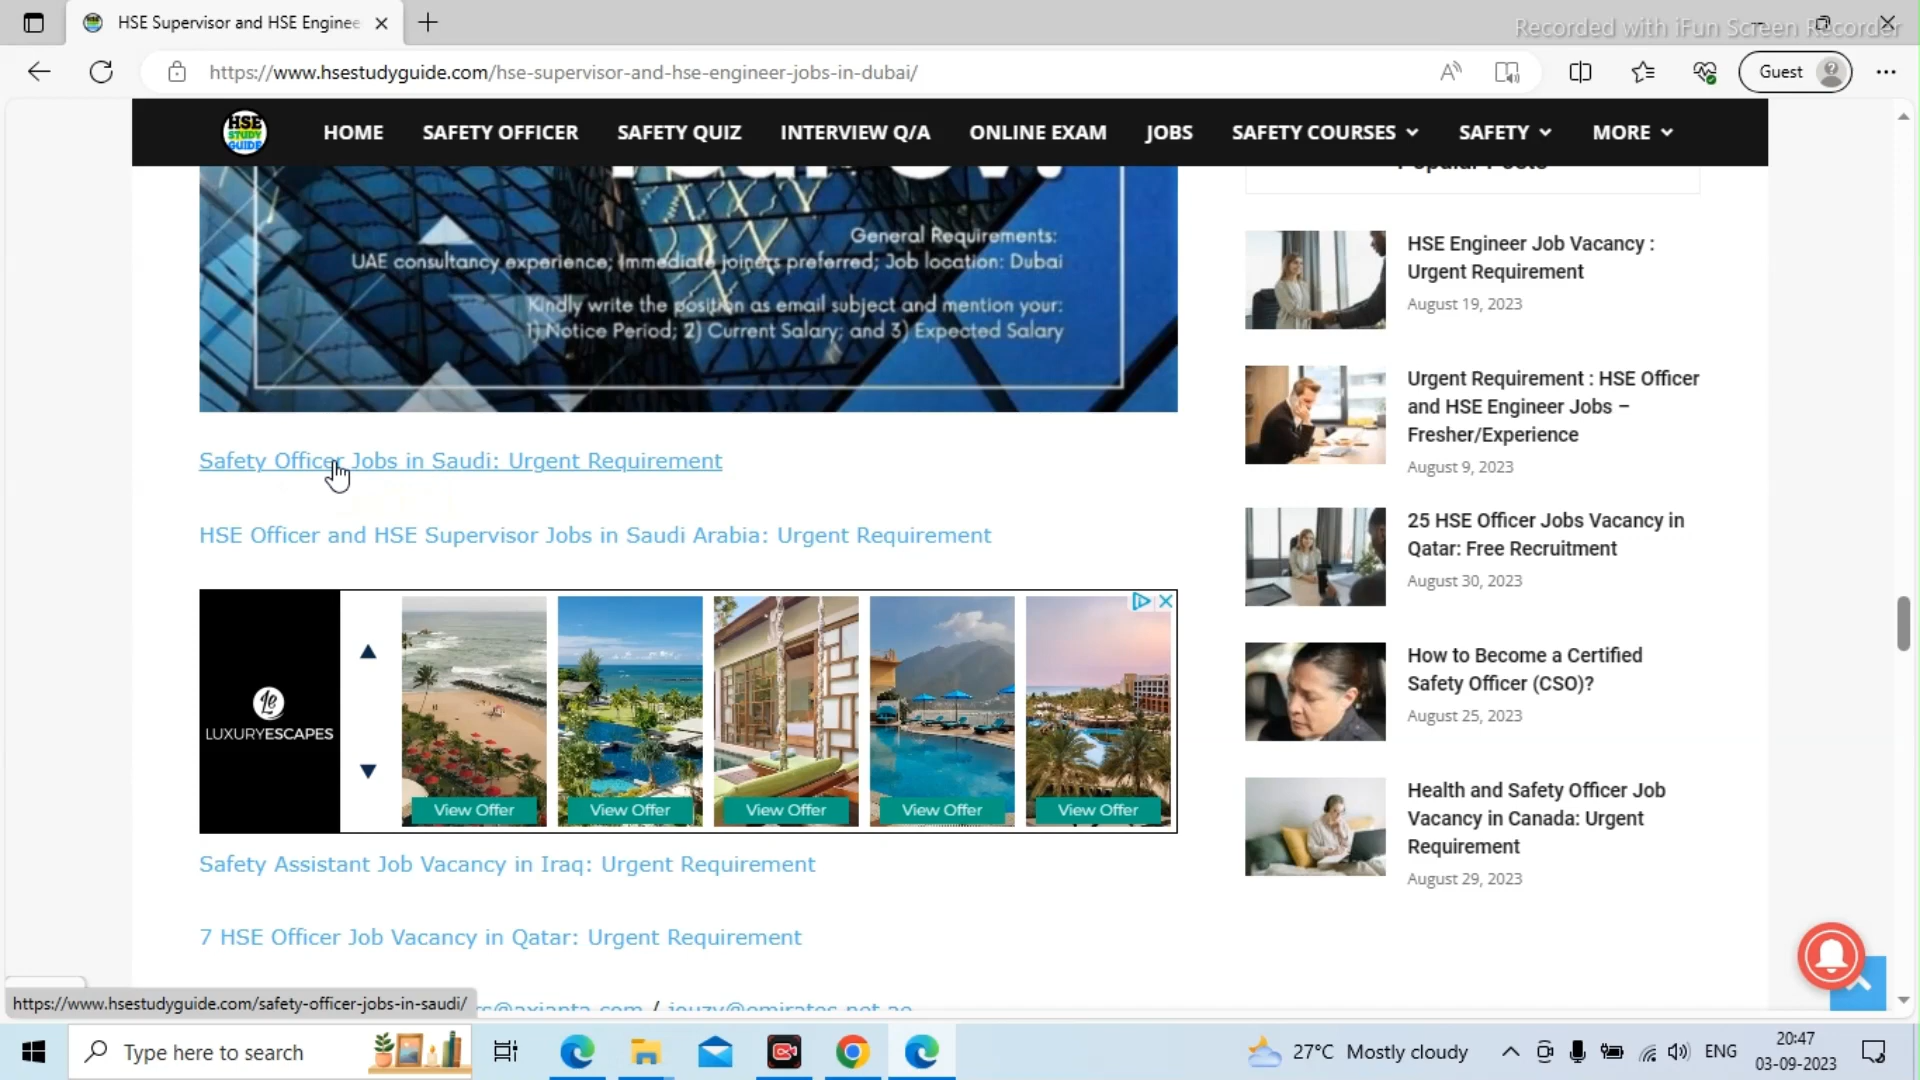 HSE Supervisor and HSE Enginee
Recorded with iFun Screen Recorder
https://www.hsestudyguide.com/hse-supervisor-and-hse-engineer-jobs-in-dubai/
Guest
HSE
STUDY
GUIDE
HOME
SAFETY OFFICER
SAFETY QUIZ
INTERVIEW Q/A
ONLINE EXAM
JOBS
SAFETY COURSES
SAFETY
MORE
General Requirements:
UAE consultancy experience; Immediate joiners preferred; Job location: Dubai
Kindly write the position as email subject and mention your:
1) Notice Period; 2) Current Salary; and 3) Expected Salary
Safety Officer Jobs in Saudi: Urgent Requirement
HSE Officer and HSE Supervisor Jobs in Saudi Arabia: Urgent Requirement
le
LUXURYESCAPES
View Offer
View Offer
View Offer
View Offer
View Offer
Safety Assistant Job Vacancy in Iraq: Urgent Requirement
7 HSE Officer Job Vacancy in Qatar: Urgent Requirement
Popular Posts
HSE Engineer Job Vacancy :
Urgent Requirement
August 19, 2023
Urgent Requirement : HSE Officer
and HSE Engineer Jobs –
Fresher/Experience
August 9, 2023
25 HSE Officer Jobs Vacancy in
Qatar: Free Recruitment
August 30, 2023
How to Become a Certified
Safety Officer (CSO)?
August 25, 2023
Health and Safety Officer Job
Vacancy in Canada: Urgent
Requirement
August 29, 2023
https://www.hsestudyguide.com/safety-officer-jobs-in-saudi/
Type here to search
27°C Mostly cloudy
ENG
20:47
03-09-2023